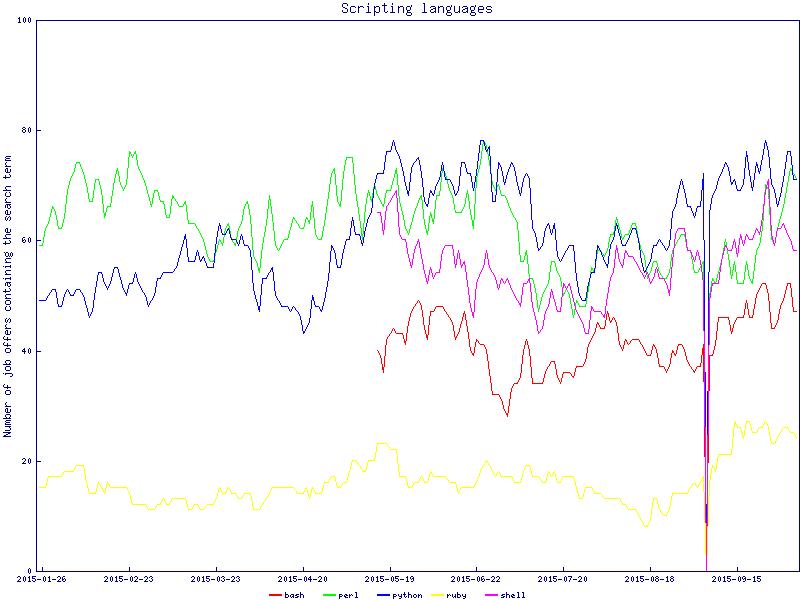 Scripting languages
Number of job offers containing the search term
100
80
60
40
20
0
2015-01-26 2015-02-23 2015-03-23 2015-04-20 2015-05-19 2015-06-22 2015-07-20 2015-08-18 2015-09-15
bash perl python ruby shell